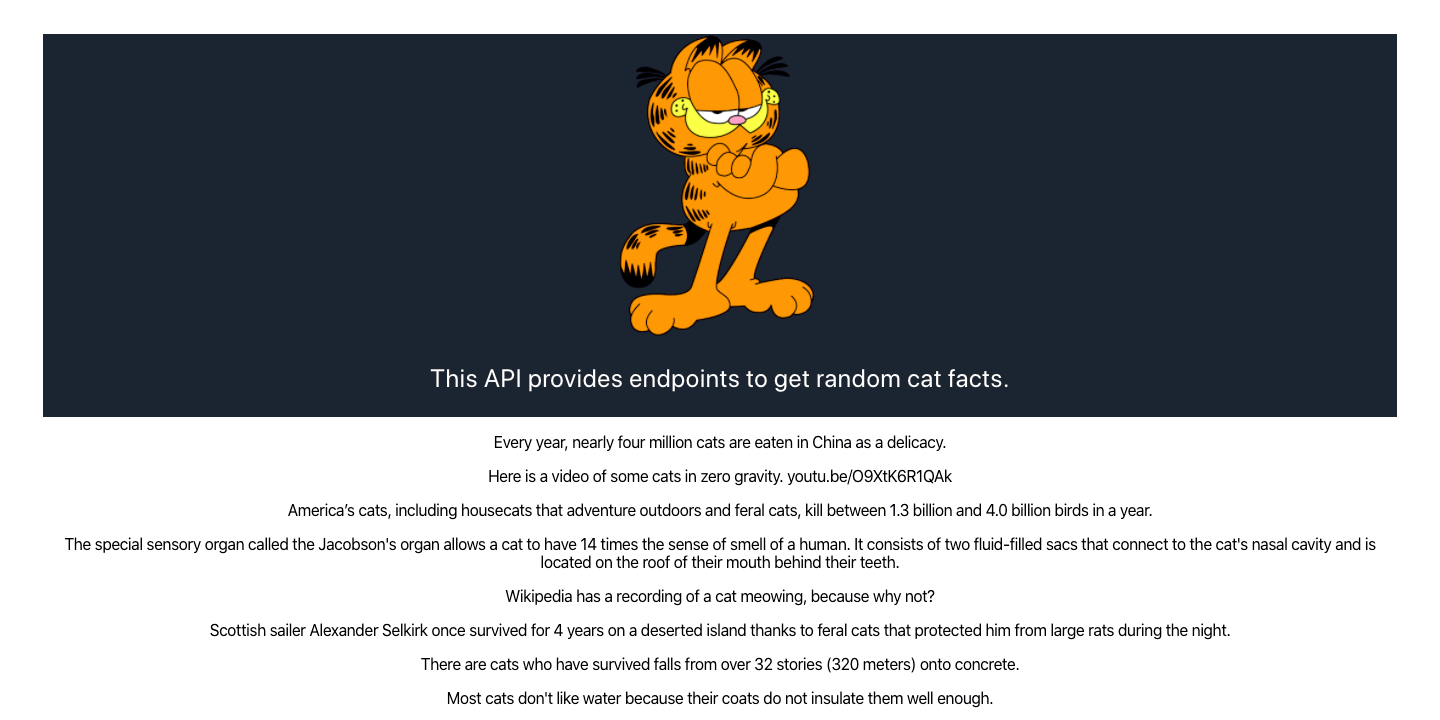 This API provides endpoints to get random cat facts.
Every year, nearly four million cats are eaten in China as a delicacy.
Here is a video of some cats in zero gravity. youtu.be/O9XtK6R1QAk
America’s cats, including housecats that adventure outdoors and feral cats, kill between 1.3 billion and 4.0 billion birds in a year.
The special sensory organ called the Jacobson's organ allows a cat to have 14 times the sense of smell of a human. It consists of two fluid-filled sacs that connect to the cat's nasal cavity and is
located on the roof of their mouth behind their teeth.
Wikipedia has a recording of a cat meowing, because why not?
Scottish sailer Alexander Selkirk once survived for 4 years on a deserted island thanks to feral cats that protected him from large rats during the night.
There are cats who have survived falls from over 32 stories (320 meters) onto concrete.
Most cats don't like water because their coats do not insulate them well enough.